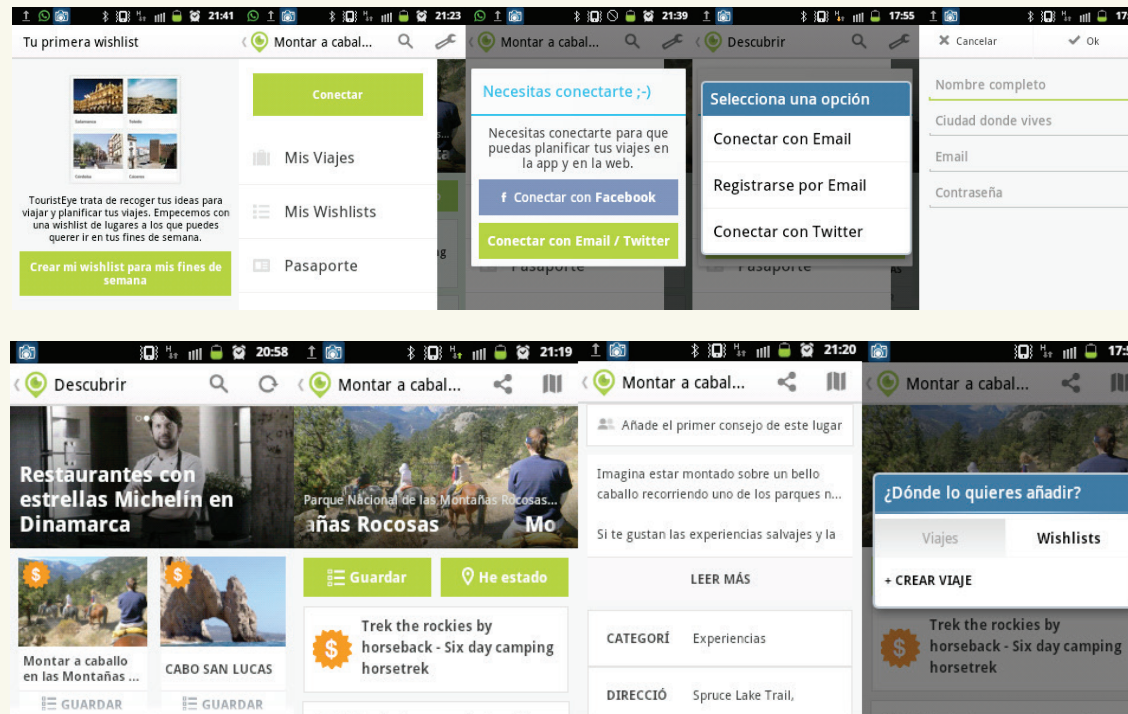 21:41
Tu primera wishlist
Salamanca
Toledo
Córdoba
Cáceres
TouristEye trata de recoger tus ideas para
viajar y planificar tus viajes. Empecemos con
una wishlist de lugares a los que puedes
querer ir en tus fines de semana.
Crear mi wishlist para mis fines de
semana
21:23
Montar a cabal...
Conectar
Mis Viajes
Mis Wishlists
Pasaporte
21:39
Montar a cabal...
Necesitas conectarte ;-)
Necesitas conectarte para que
puedas planificar tus viajes en
la app y en la web.
f Conectar con Facebook
Conectar con Email / Twitter
Pasaporte
17:55
Descubrir
Selecciona una opción
Conectar con Email
Registrarse por Email
Conectar con Twitter
Pasaporte
Cancelar
Ok
Nombre completo
Ciudad donde vives
Email
Contraseña
20:58
Descubrir
Restaurantes con
estrellas Michelín en
Dinamarca
$
$
Montar a caballo
en las Montañas ...
CABO SAN LUCAS
GUARDAR
GUARDAR
21:19
Montar a cabal...
Parque Nacional de las Montañas Rocosas...
añas Rocosas Mo
Guardar
He estado
$
Trek the rockies by
horseback - Six day camping
horsetrek
21:20
Montar a cabal...
Añade el primer consejo de este lugar
Imagina estar montado sobre un bello
caballo recorriendo uno de los parques n...
Si te gustan las experiencias salvajes y la
LEER MÁS
CATEGORÍ Experiencias
DIRECCIÓ Spruce Lake Trail,
Montar a cabal...
¿Dónde lo quieres añadir?
Viajes
Wishlists
+ CREAR VIAJE
$
Trek the rockies by
horseback - Six day camping
horsetrek